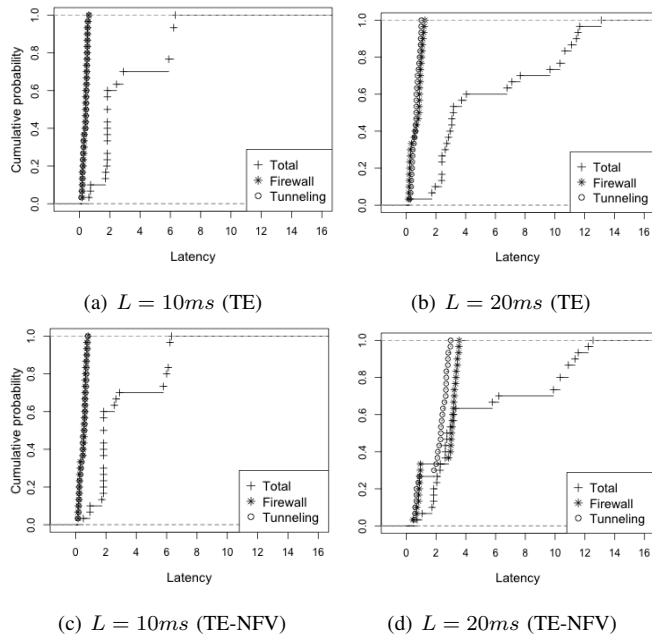 Cumulative probability
0.0 0.2 0.4 0.6 0.8 1.0
Total
Firewall
Tunneling
0 2 4 6 8 10 12 14 16
Latency
(a) L = 10ms (TE)
Cumulative probability
0.0 0.2 0.4 0.6 0.8 1.0
Total
Firewall
Tunneling
0 2 4 6 8 10 12 14 16
Latency
(b) L = 20ms (TE)
Cumulative probability
0.0 0.2 0.4 0.6 0.8 1.0
Total
Firewall
Tunneling
0 2 4 6 8 10 12 14 16
Latency
(c) L = 10ms (TE-NFV)
Cumulative probability
0.0 0.2 0.4 0.6 0.8 1.0
Total
Firewall
Tunneling
0 2 4 6 8 10 12 14 16
Latency
(d) L = 20ms (TE-NFV)